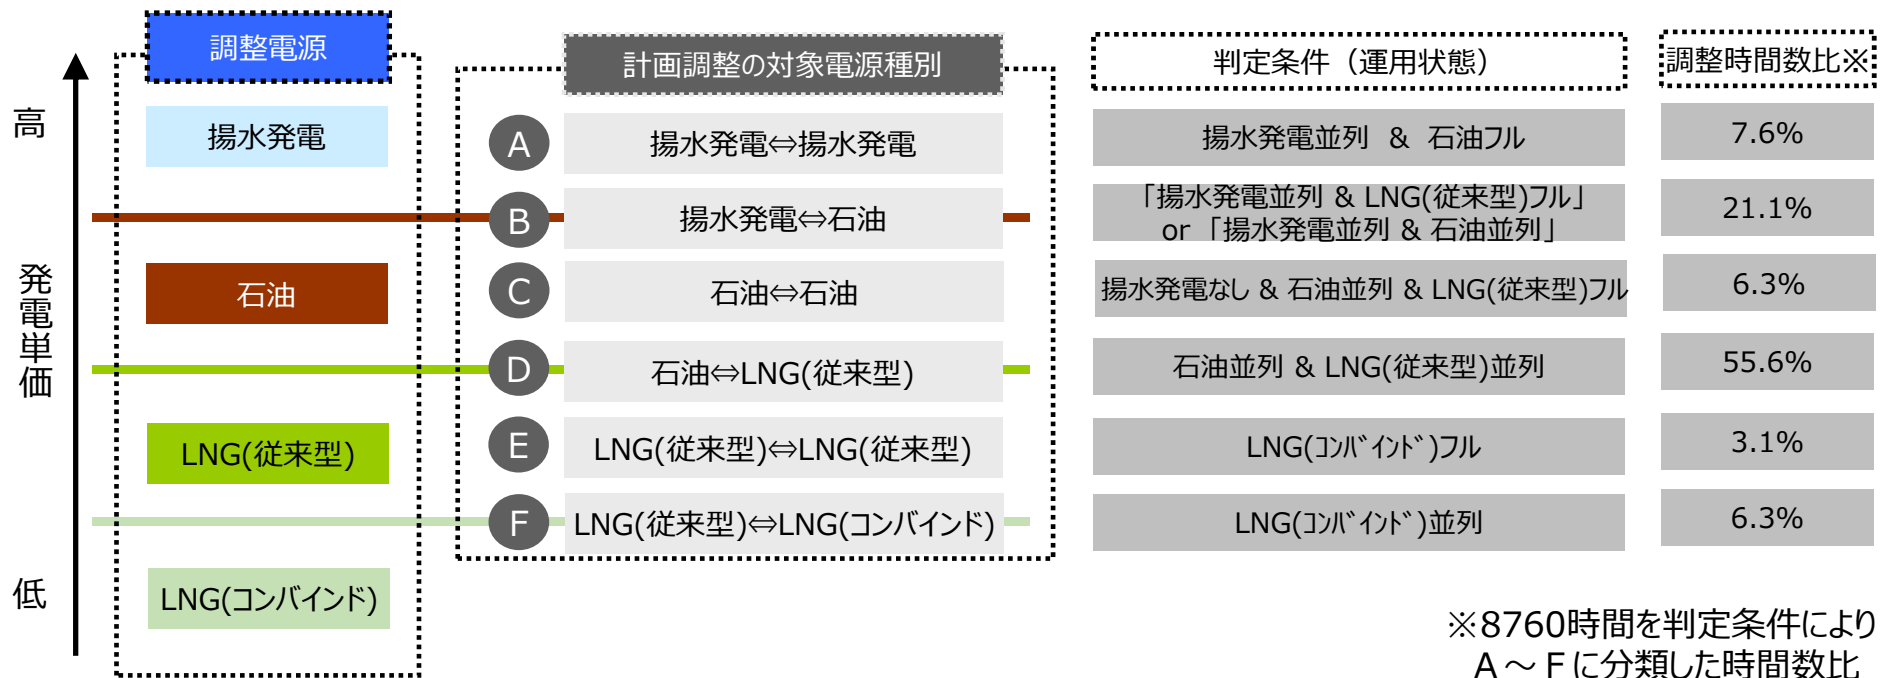 調整電源
計画調整の対象電源種別
判定条件（運用状態）
調整時間数比※
高
発電単価
低
揚水発電
石油
LNG(従来型)
LNG(コンバインド)
A
揚水発電⇔揚水発電
揚水発電並列 & 石油フル
7.6%
B
揚水発電⇔石油
「揚水発電並列 & LNG(従来型)フル」
or 「揚水発電並列 & 石油並列」
21.1%
C
石油⇔石油
揚水発電なし & 石油並列 & LNG(従来型)フル
6.3%
D
石油⇔LNG(従来型)
石油並列 & LNG(従来型)並列
55.6%
E
LNG(従来型)⇔LNG(従来型)
LNG(ｺﾝﾊﾞｲﾝﾄﾞ)フル
3.1%
F
LNG(従来型)⇔LNG(コンバインド)
LNG(ｺﾝﾊﾞｲﾝﾄﾞ)並列
6.3%
※8760時間を判定条件により
A～Fに分類した時間数比